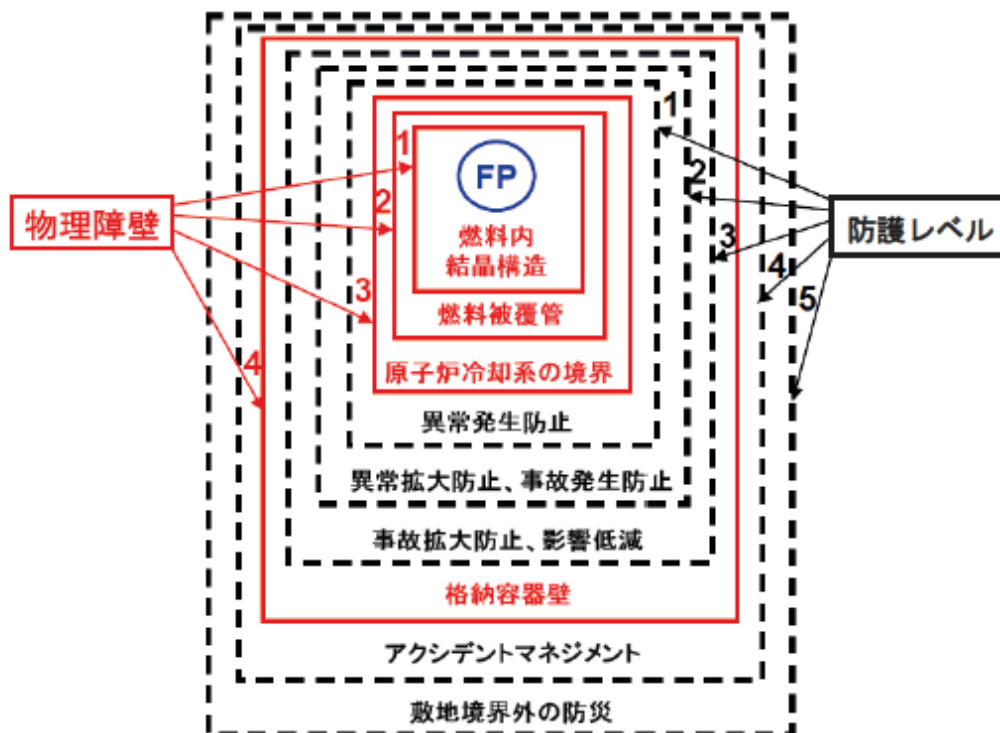 物理障壁
防護レベル
1
2
3
4
1
2
3
4
5
FP
燃料内
結晶構造
燃料被覆管
原子炉冷却系の境界
異常発生防止
異常拡大防止、事故発生防止
事故拡大防止、影響低減
格納容器壁
アクシデントマネジメント
敷地境界外の防災